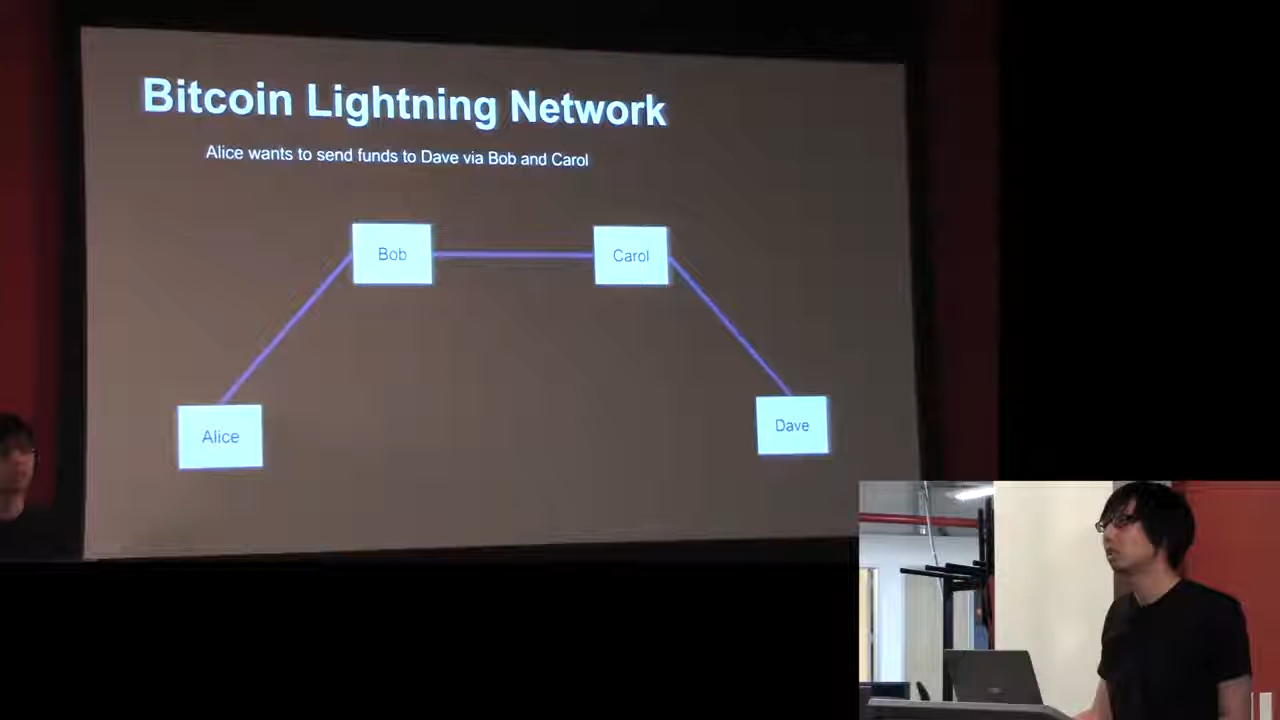 Bitcoin Lightning Network
Alice wants to send funds to Dave via Bob and Carol
Bob
Carol
Alice
Dave